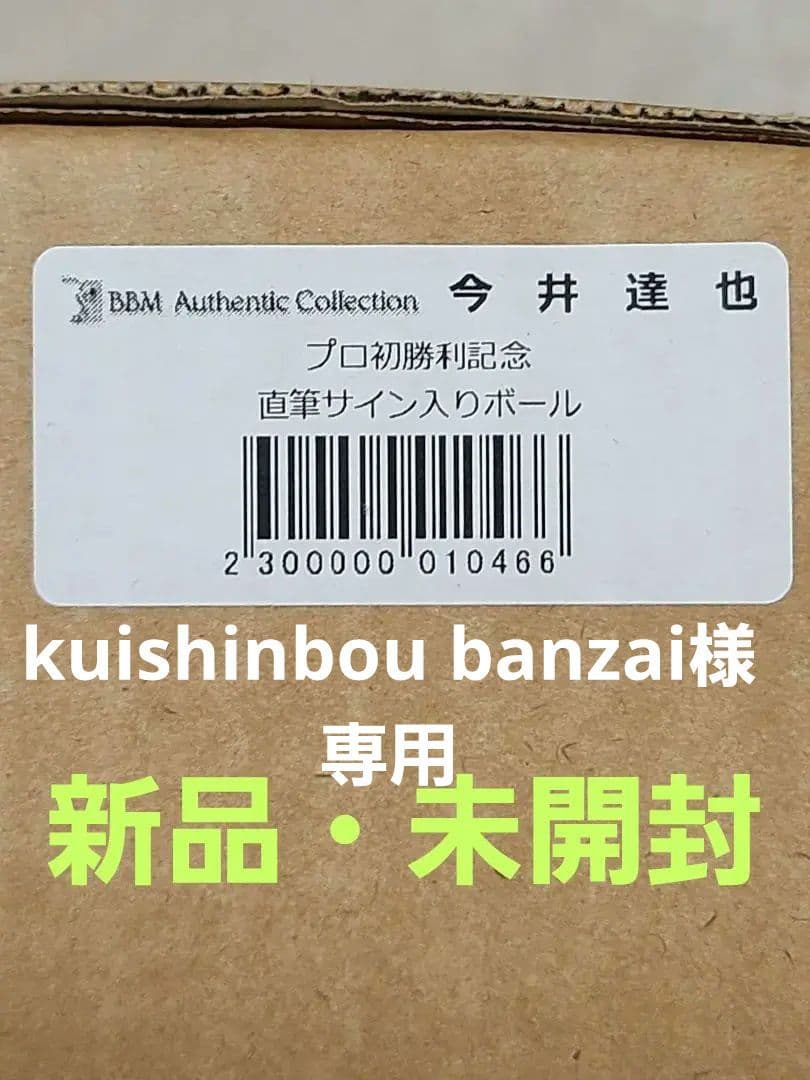 BBM Authentic Collection 今井達也
プロ初勝利記念
直筆サイン入りボール
2 300000 010466
kuishinbou banzai様
専用
新品・未開封